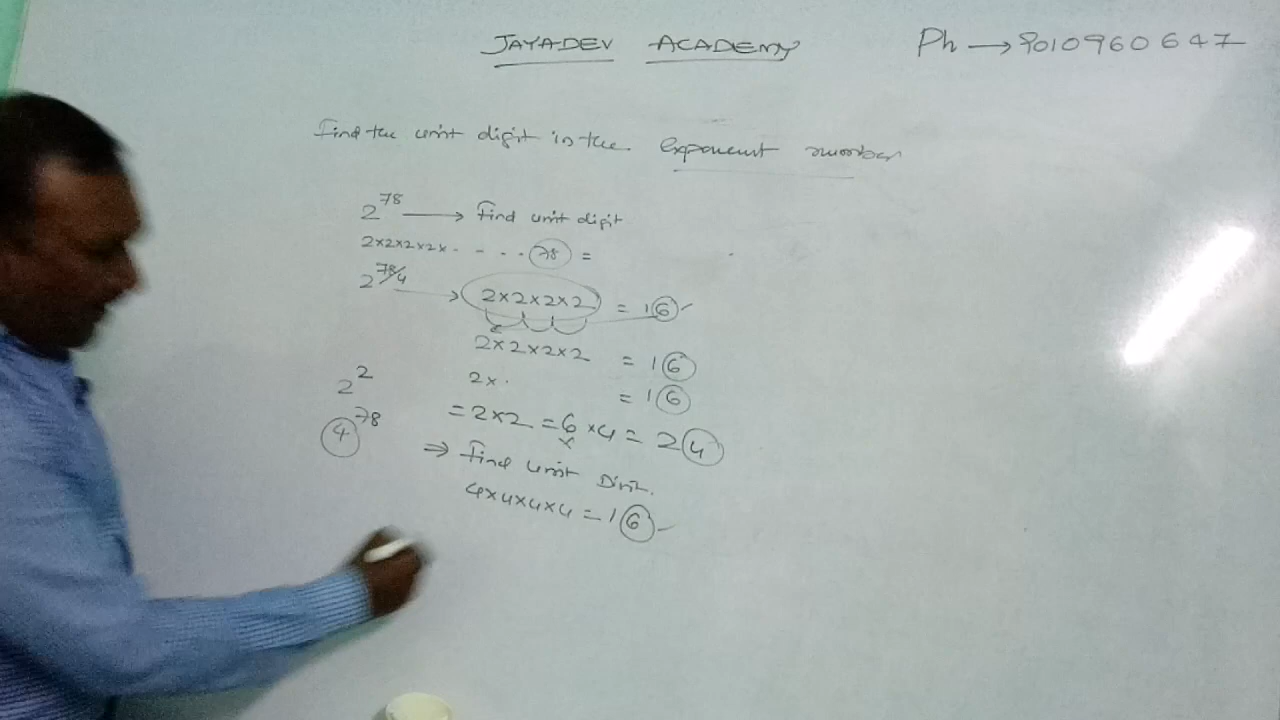 JAYADEV ACADEMY Ph → 9010960647
Find the unit digit in the exponent number
2^78 → Find unit digit
2×2×2×2×- - - - - 78 =
2^78/4 → 2×2×2×2 = 16
2×2×2×2 = 16
2^2 2×. = 16
= 2×2 = 6×4 = 24
4^78 ⇒ Find Unit Divit.
4×4×4×4 = 16